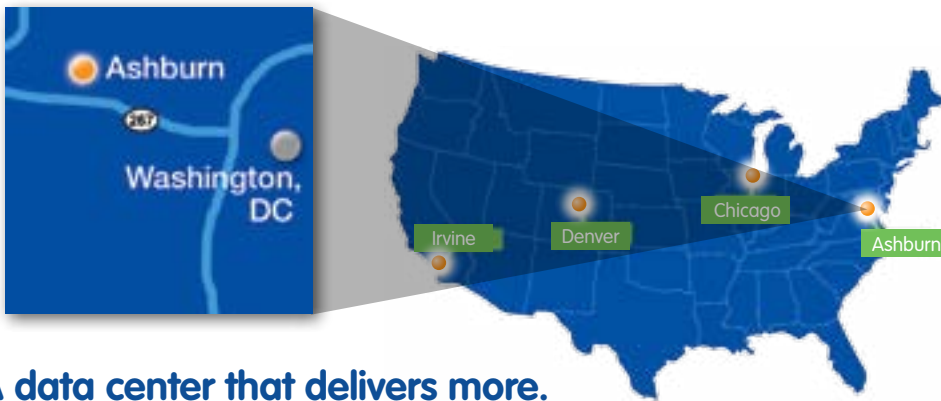 Ashburn
267
Washington,
DC
Irvine
Denver
Chicago
Ashburn
A data center that delivers more.